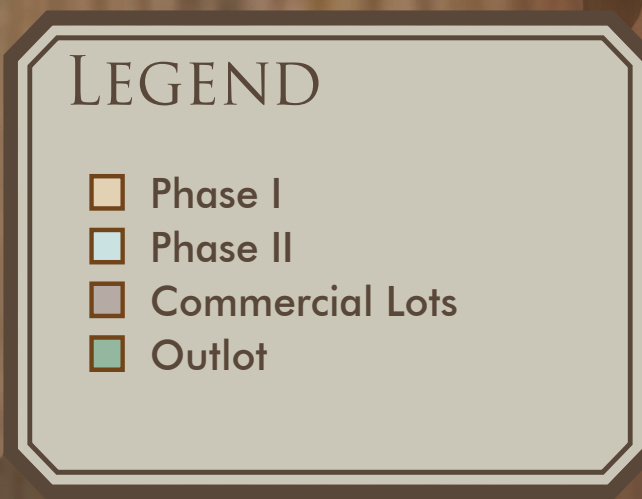 LEGEND
Phase I
Phase II
Commercial Lots
Outlot